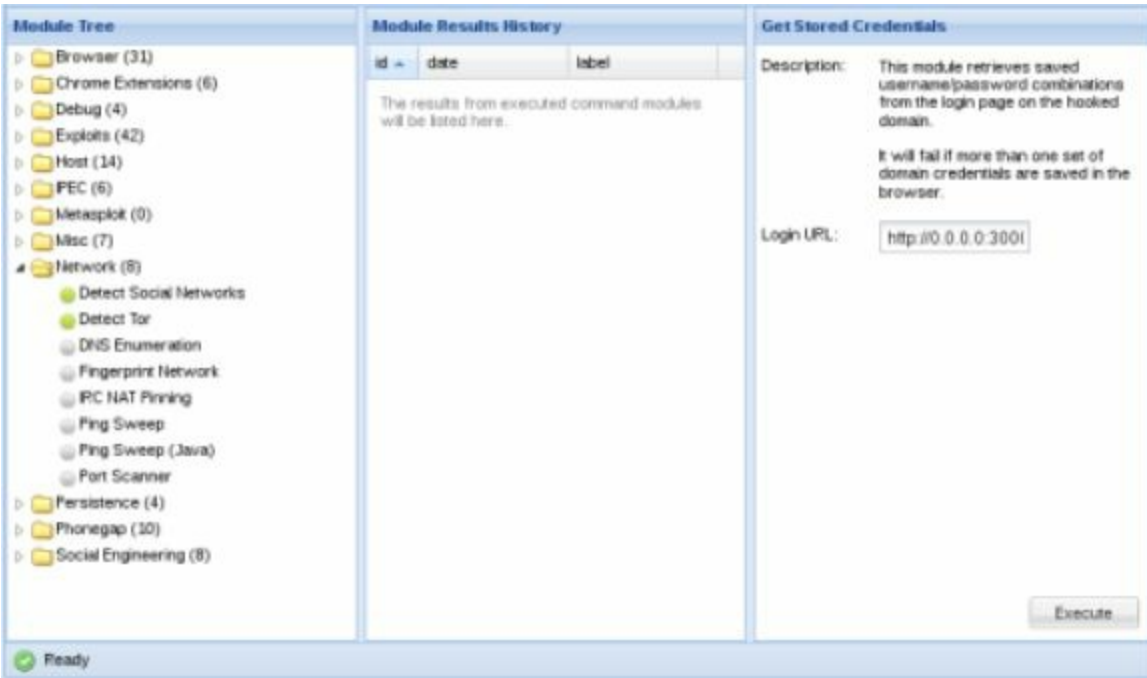 Module Tree
Browser (31)
Chrome Extensions (6)
Debug (4)
Exploits (42)
Host (14)
IPEC (6)
Metasploit (0)
Misc (7)
Network (8)
Detect Social Networks
Detect Tor
DNS Enumeration
Fingerprint Network
IRC NAT Pinning
Ping Sweep
Ping Sweep (Java)
Port Scanner
Persistence (4)
Phonegap (10)
Social Engineering (8)
Module Results History
id date label
The results from executed command modules
will be listed here.
Get Stored Credentials
Description: This module retrieves saved
username/password combinations
from the login page on the hooked
domain.
It will fail if more than one set of
domain credentials are saved in the
browser.
Login URL: http://0.0.0.0:300
Execute
Ready